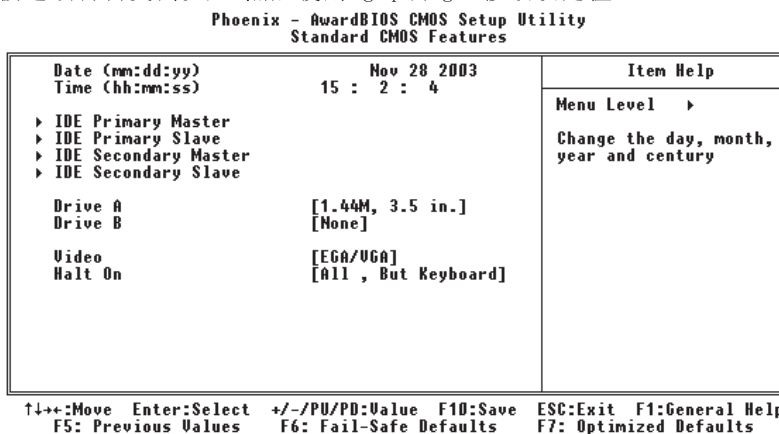 Phoenix - AwardBIOS CMOS Setup Utility
Standard CMOS Features
Date (mm:dd:yy) Nov 28 2003
Time (hh:mm:ss) 15 : 2 : 4
▸ IDE Primary Master
▸ IDE Primary Slave
▸ IDE Secondary Master
▸ IDE Secondary Slave
Drive A [1.44M, 3.5 in.]
Drive B [None]
Video [EGA/VGA]
Halt On [All , But Keyboard]
Item Help
Menu Level ▸
Change the day, month,
year and century
↑↓→←:Move Enter:Select +/-/PU/PD:Value F10:Save ESC:Exit F1:General Help
F5: Previous Values F6: Fail-Safe Defaults F7: Optimized Defaults